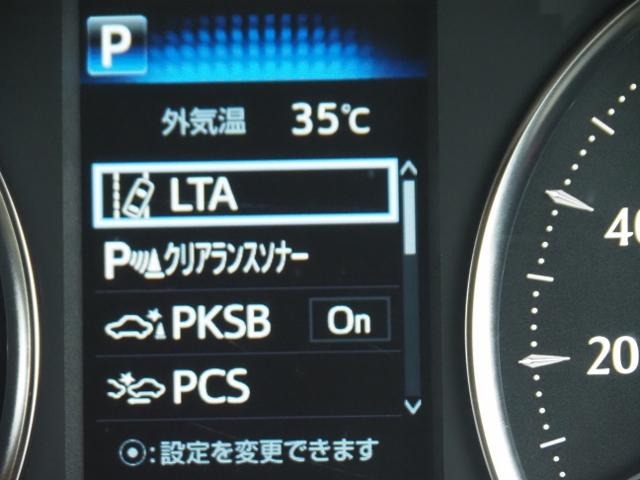 P
外気温 35℃
LTA
Pクリアランスソナー
PKSB On
PCS
:設定を変更できます
40
20